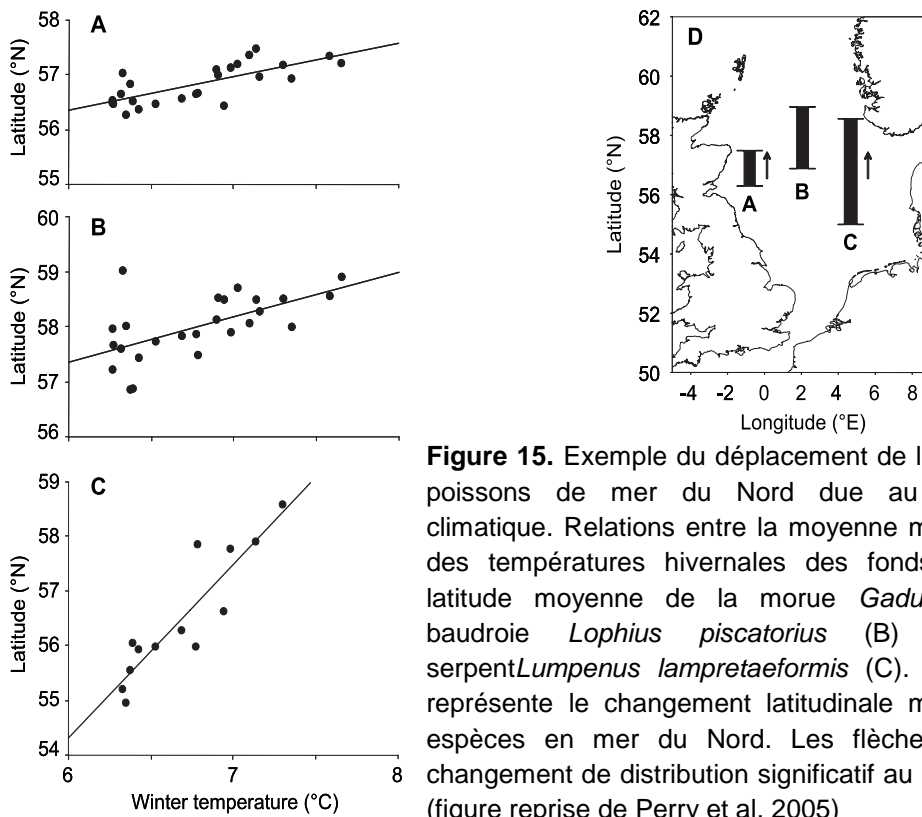 A
Latitude (°N)
58
57
56
55
B
Latitude (°N)
60
59
58
57
56
C
Latitude (°N)
59
58
57
56
55
54
6 7 8
Winter temperature (°C)
D
Latitude (°N)
62
60
58
56
54
52
50
A
B
C
-4 -2 0 2 4 6 8
Longitude (°E)
Figure 15. Exemple du déplacement de l
poissons de mer du Nord due au
climatique. Relations entre la moyenne m
des températures hivernales des fonds
latitude moyenne de la morue Gadu
baudroie Lophius piscatorius (B)
serpentLumpenus lampretaeformis (C).
représente le changement latitudinale m
espèces en mer du Nord. Les flèche
changement de distribution significatif au
(figure reprise de Perry et al. 2005)